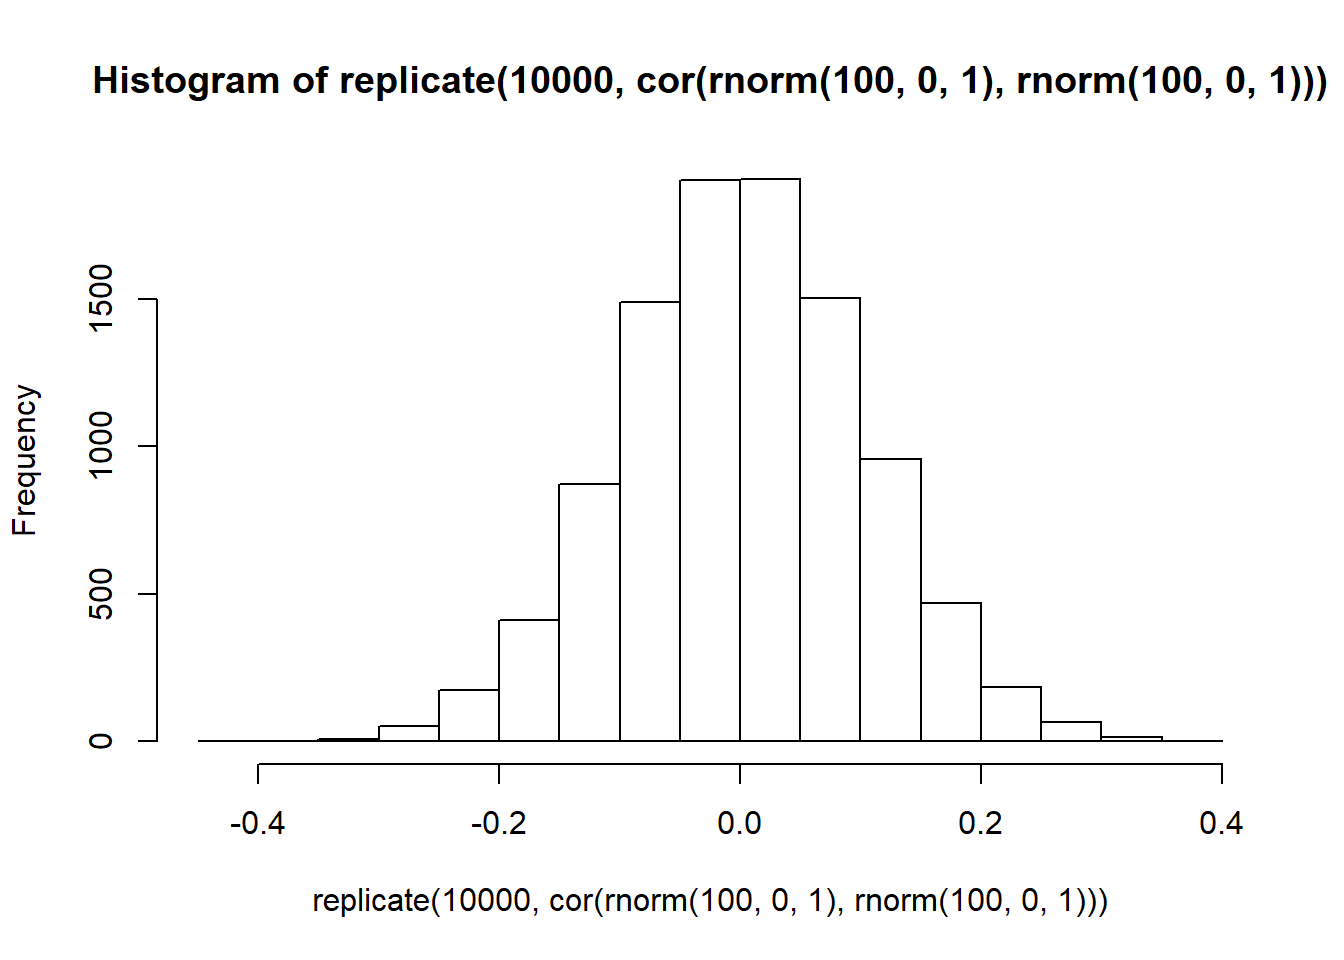 Histogram of replicate(10000, cor(rnorm(100, 0, 1), rnorm(100, 0, 1)))
Frequency
1500
1000
500
0
-0.4 -0.2 0.0 0.2 0.4
replicate(10000, cor(rnorm(100, 0, 1), rnorm(100, 0, 1)))